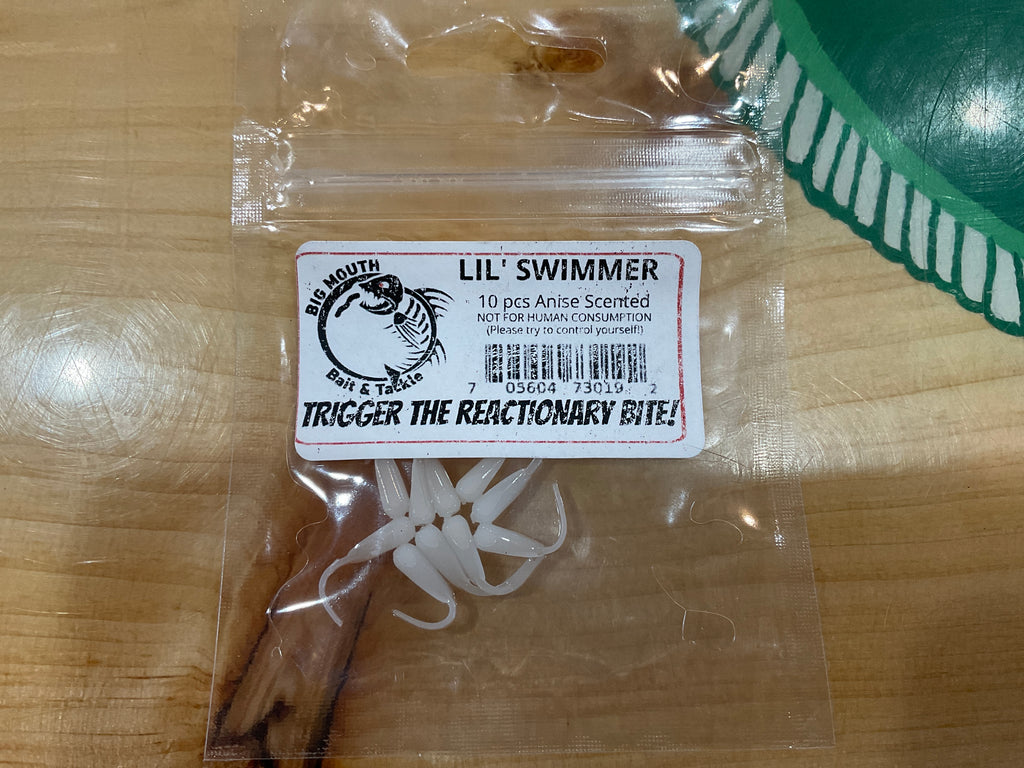 BIG MOUTH
Bait & Tackle
LIL' SWIMMER
10 pcs Anise Scented
NOT FOR HUMAN CONSUMPTION
(Please try to control yourself!)
7 05604 73019 2
TRIGGER THE REACTIONARY BITE!